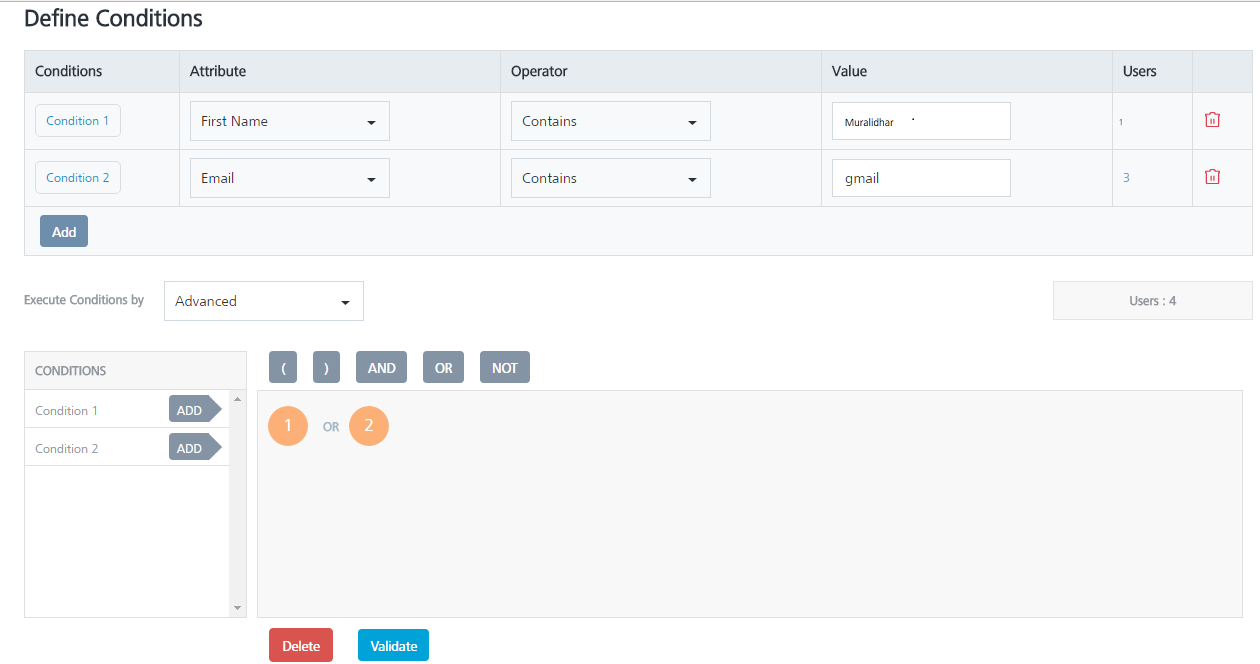 Define Conditions
Conditions Attribute Operator Value Users
Condition 1 First Name Contains Muralidhar 1
Condition 2 Email Contains gmail 3
Add
Execute Conditions by Advanced Users : 4
( ) AND OR NOT
CONDITIONS
Condition 1 ADD
1 OR 2
Condition 2 ADD
Delete Validate